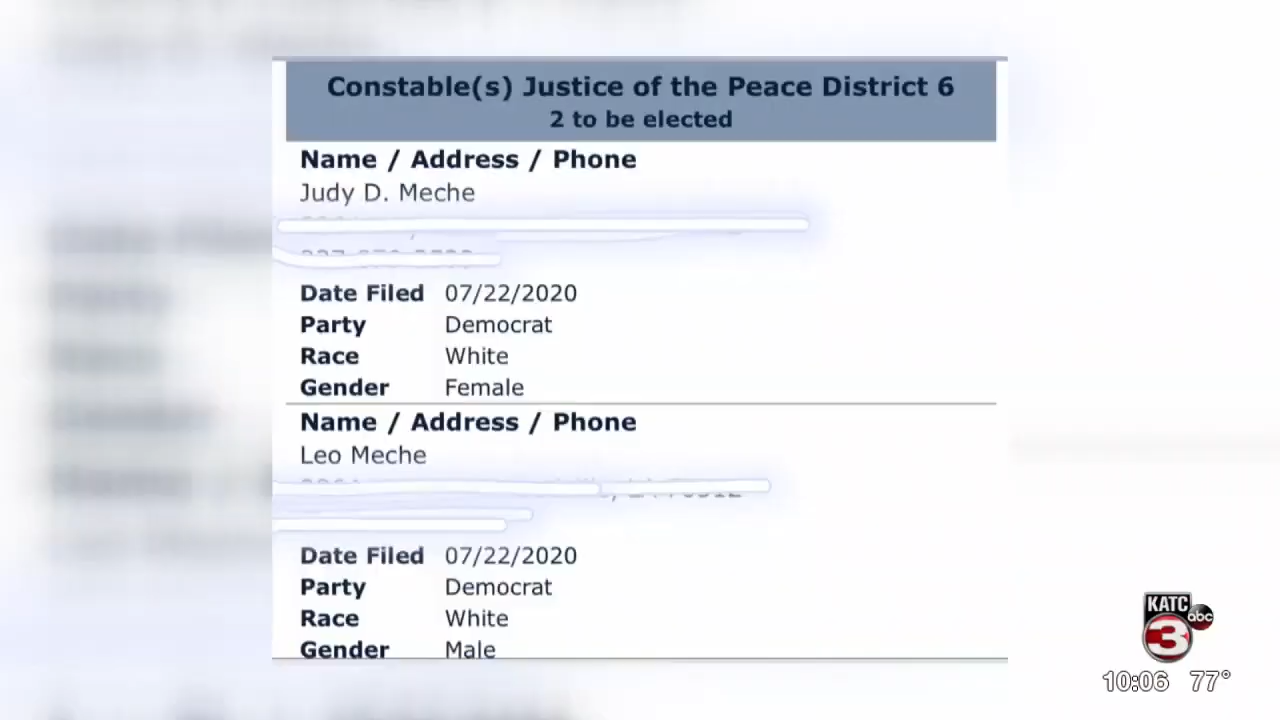 Constable(s) Justice of the Peace District 6
2 to be elected
Name / Address / Phone
Judy D. Meche
Date Filed 07/22/2020
Party Democrat
Race White
Gender Female
Name / Address / Phone
Leo Meche
Date Filed 07/22/2020
Party Democrat
Race White
Gender Male
KATC
abc
3
10:06 77°